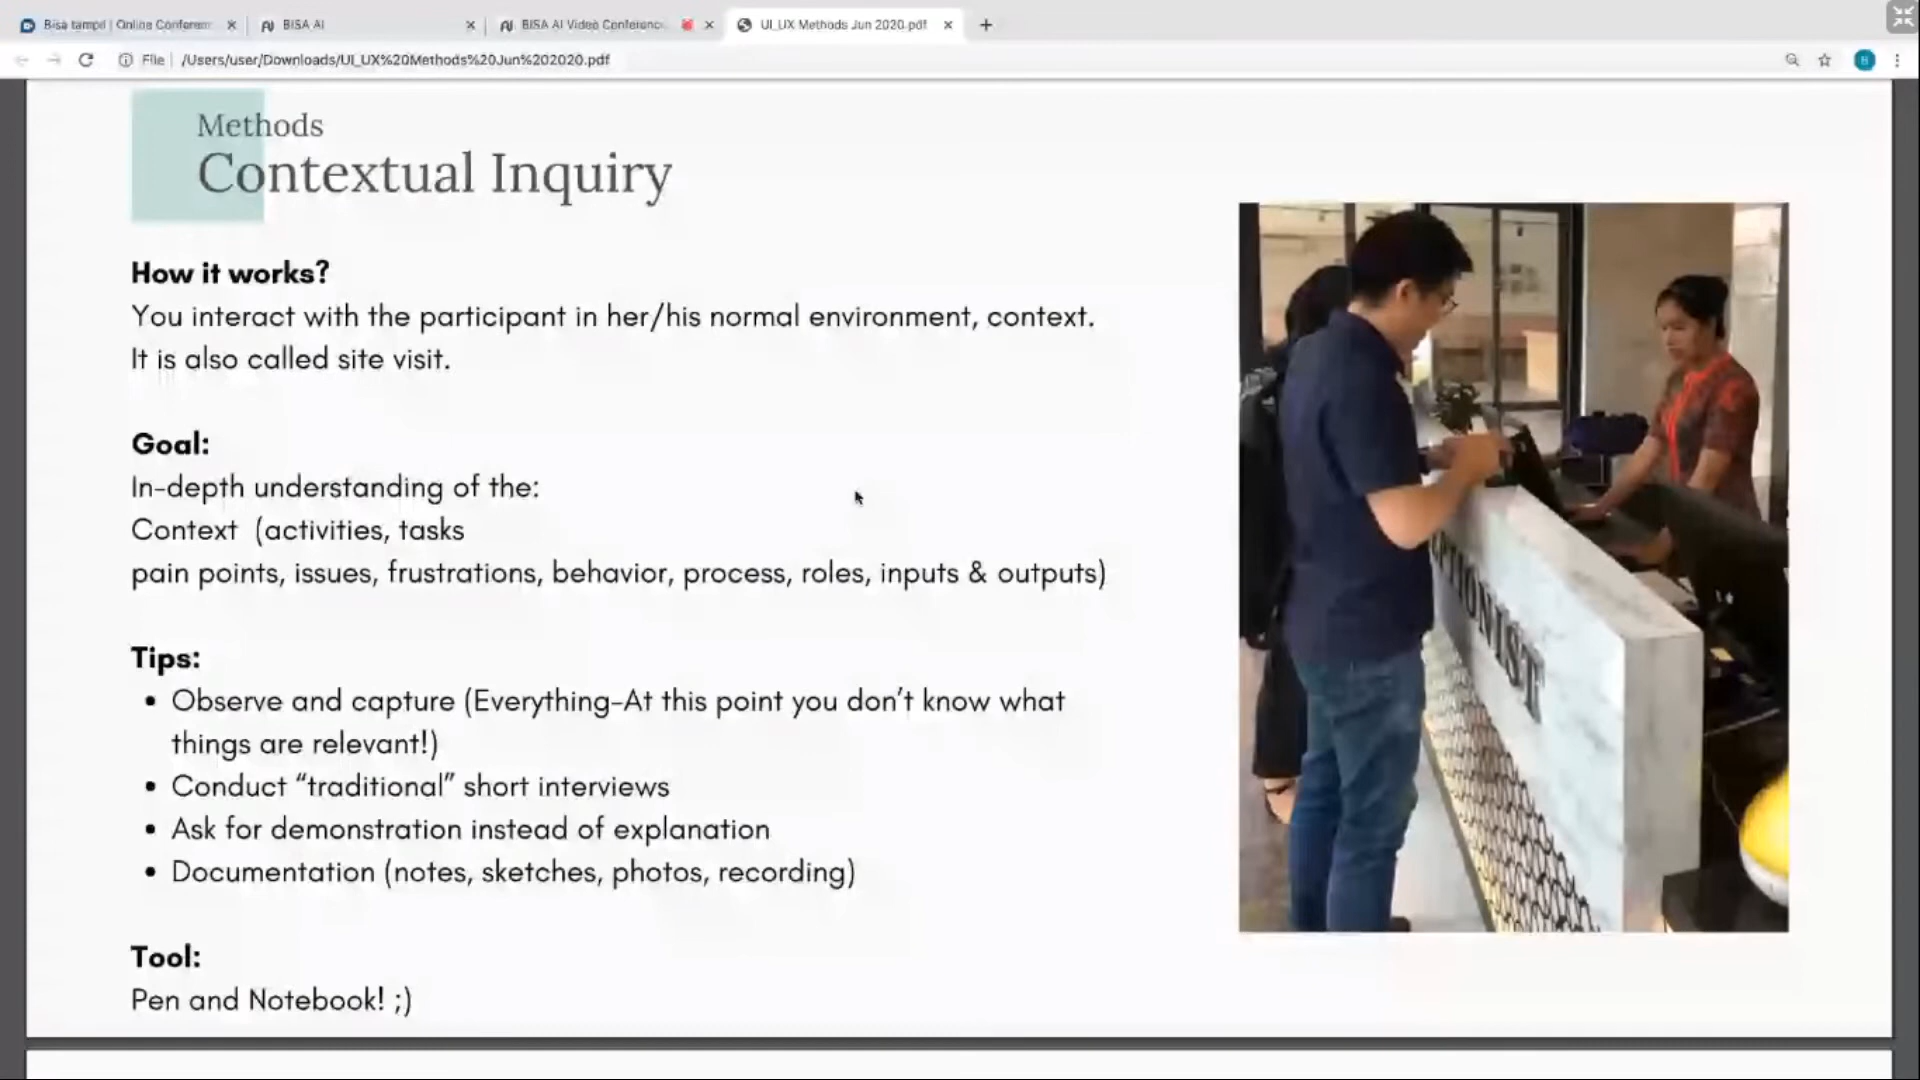 Bisa tampil | Online Conferen
BISA AI
BISA AI Video Conferenc
UI_UX Methods Jun 2020.pdf
File
/Users/user/Downloads/UI_UX%20Methods%20Jun%202020.pdf
Methods
Contextual Inquiry
How it works?
You interact with the participant in her/his normal environment, context.
It is also called site visit.
Goal:
In-depth understanding of the:
Context (activities, tasks
pain points, issues, frustrations, behavior, process, roles, inputs & outputs)
Tips:
• Observe and capture (Everything-At this point you don’t know what
things are relevant!)
• Conduct “traditional” short interviews
• Ask for demonstration instead of explanation
• Documentation (notes, sketches, photos, recording)
Tool:
Pen and Notebook! ;)